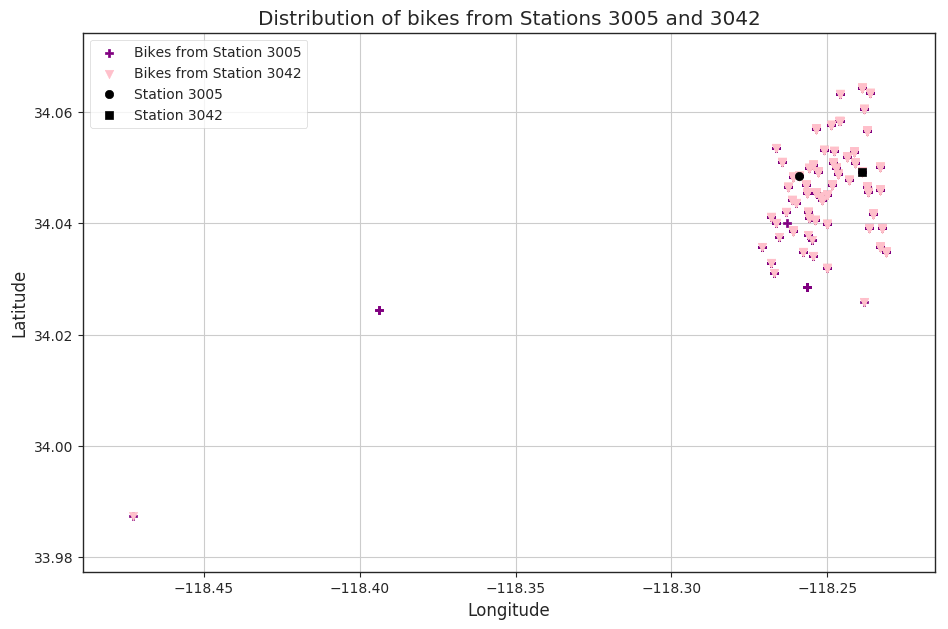 Distribution of bikes from Stations 3005 and 3042
Bikes from Station 3005
Bikes from Station 3042
Station 3005
Station 3042
34.06
34.04
34.02
34.00
33.98
Latitude
−118.45
−118.40
−118.35
−118.30
−118.25
Longitude